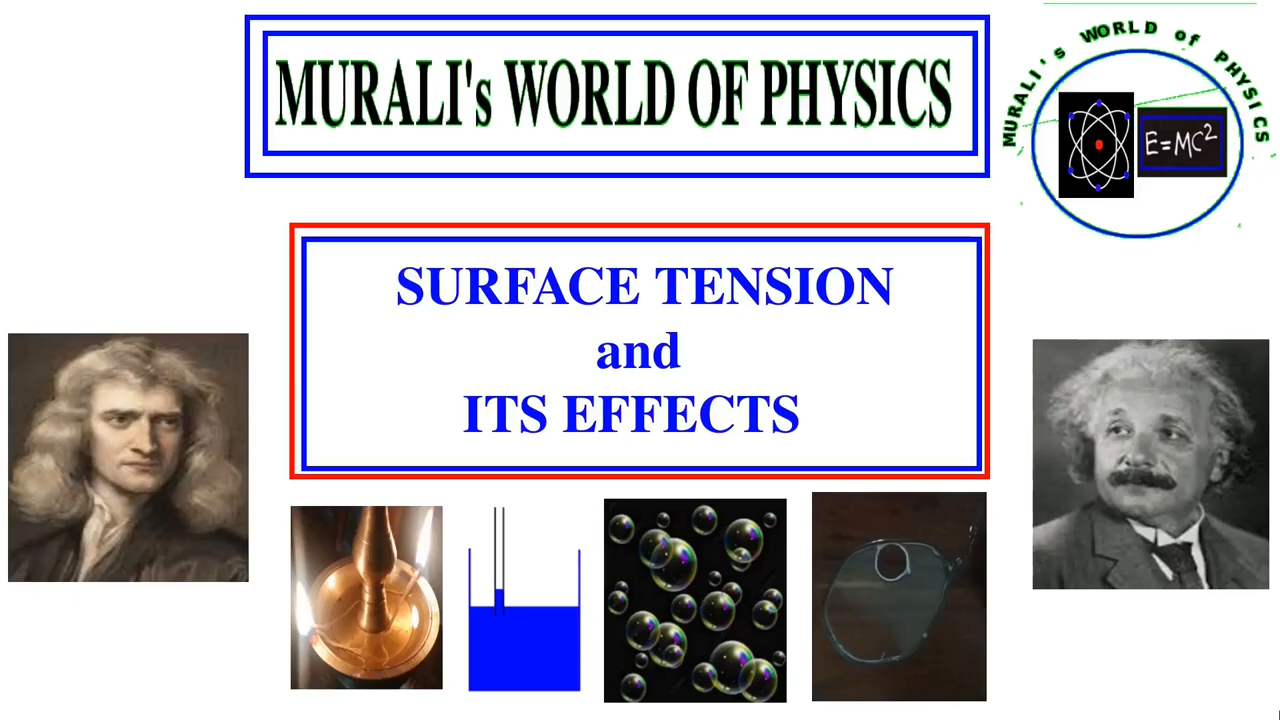 MURALI's WORLD OF PHYSICS
MURALI's WORLD of PHYSICS
E=MC²
SURFACE TENSION
and
ITS EFFECTS